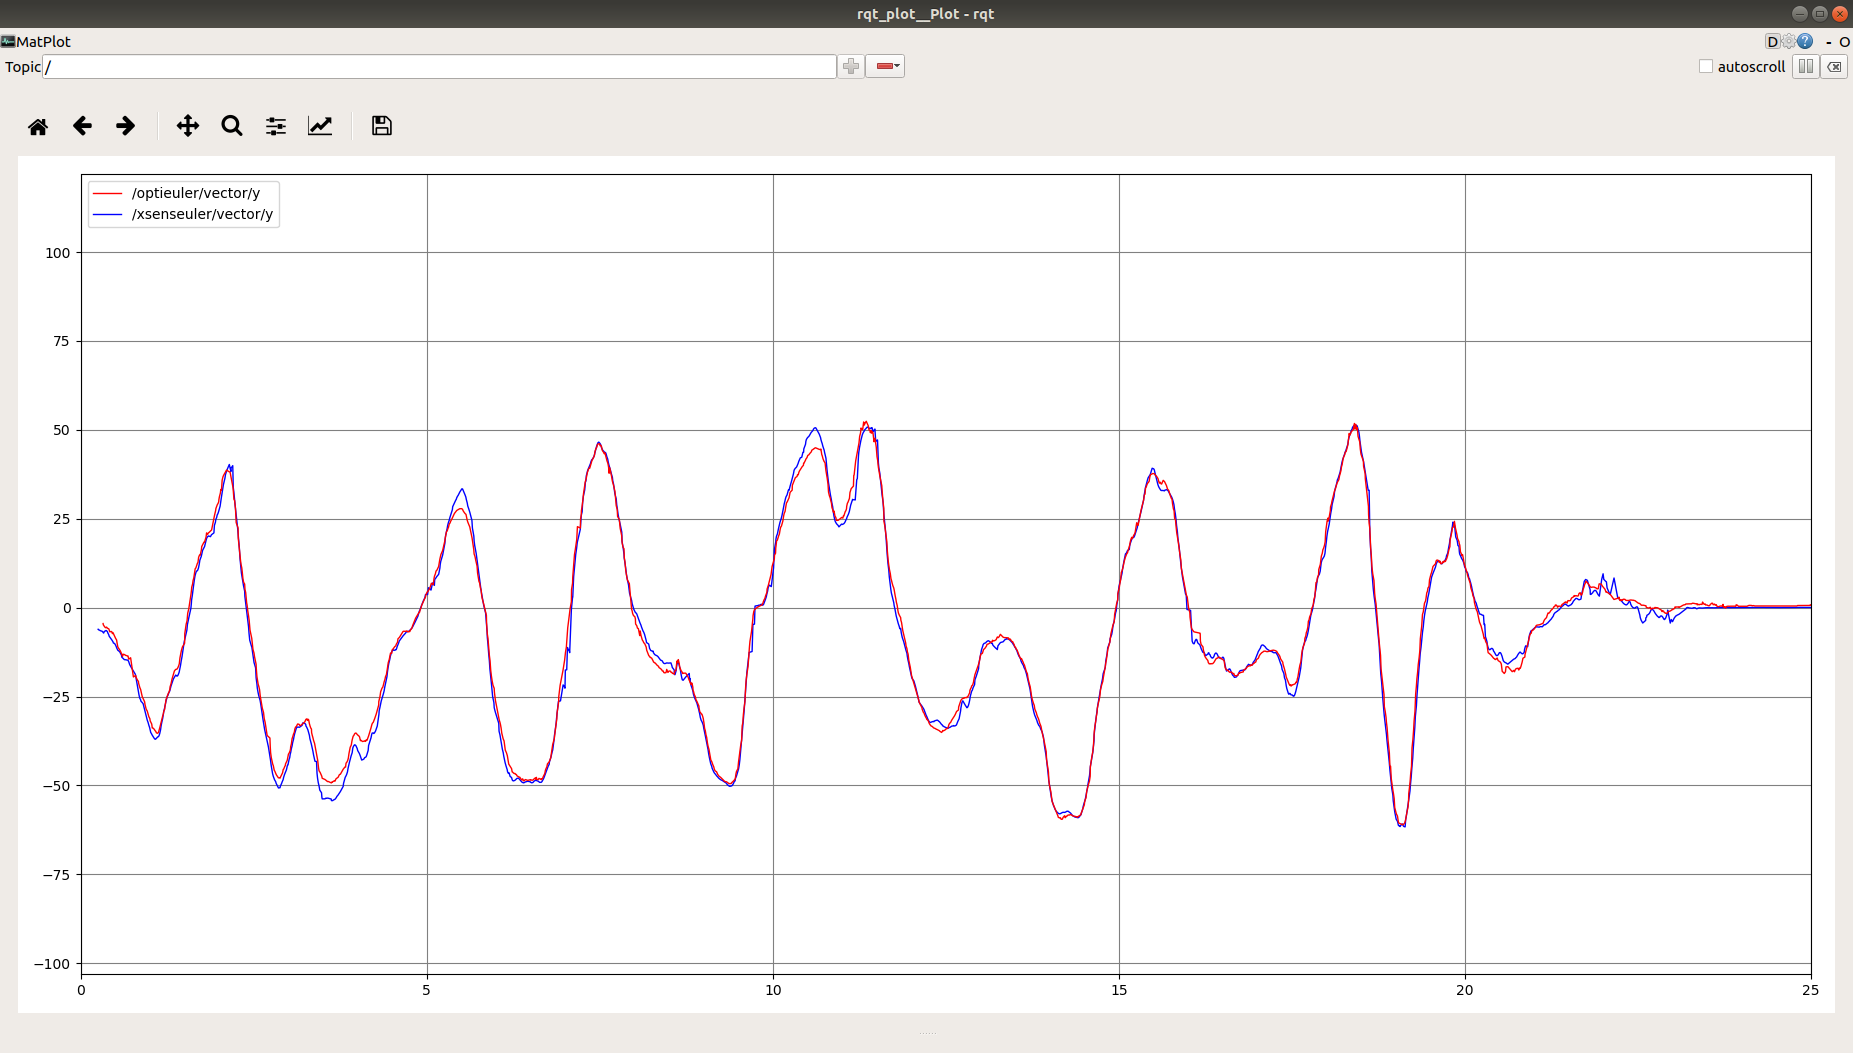 rqt_plot__Plot - rqt
MatPlot
D ? - O
Topic /
autoscroll
/optieuler/vector/y
/xsenseuler/vector/y
100
75
50
25
0
−25
−50
−75
−100
0 5 10 15 20 25